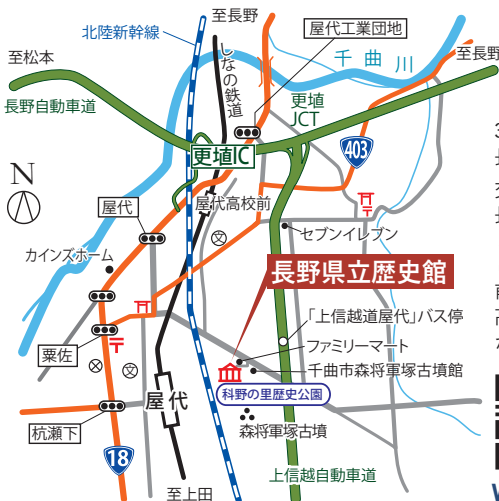 至長野
北陸新幹線
屋代工業団地
至松本
しなの鉄道
千曲川
至長野
長野自動車道
更埴
JCT
更埴IC
403
N
屋代
屋代高校前
文
セブンイレブン
カインズホーム
長野県立歴史館
「上信越道屋代」バス停
粟佐
ファミリーマート
文
千曲市森将軍塚古墳館
屋代
科野の里歴史公園
杭瀬下
森将軍塚古墳
18
上信越自動車道
至上田